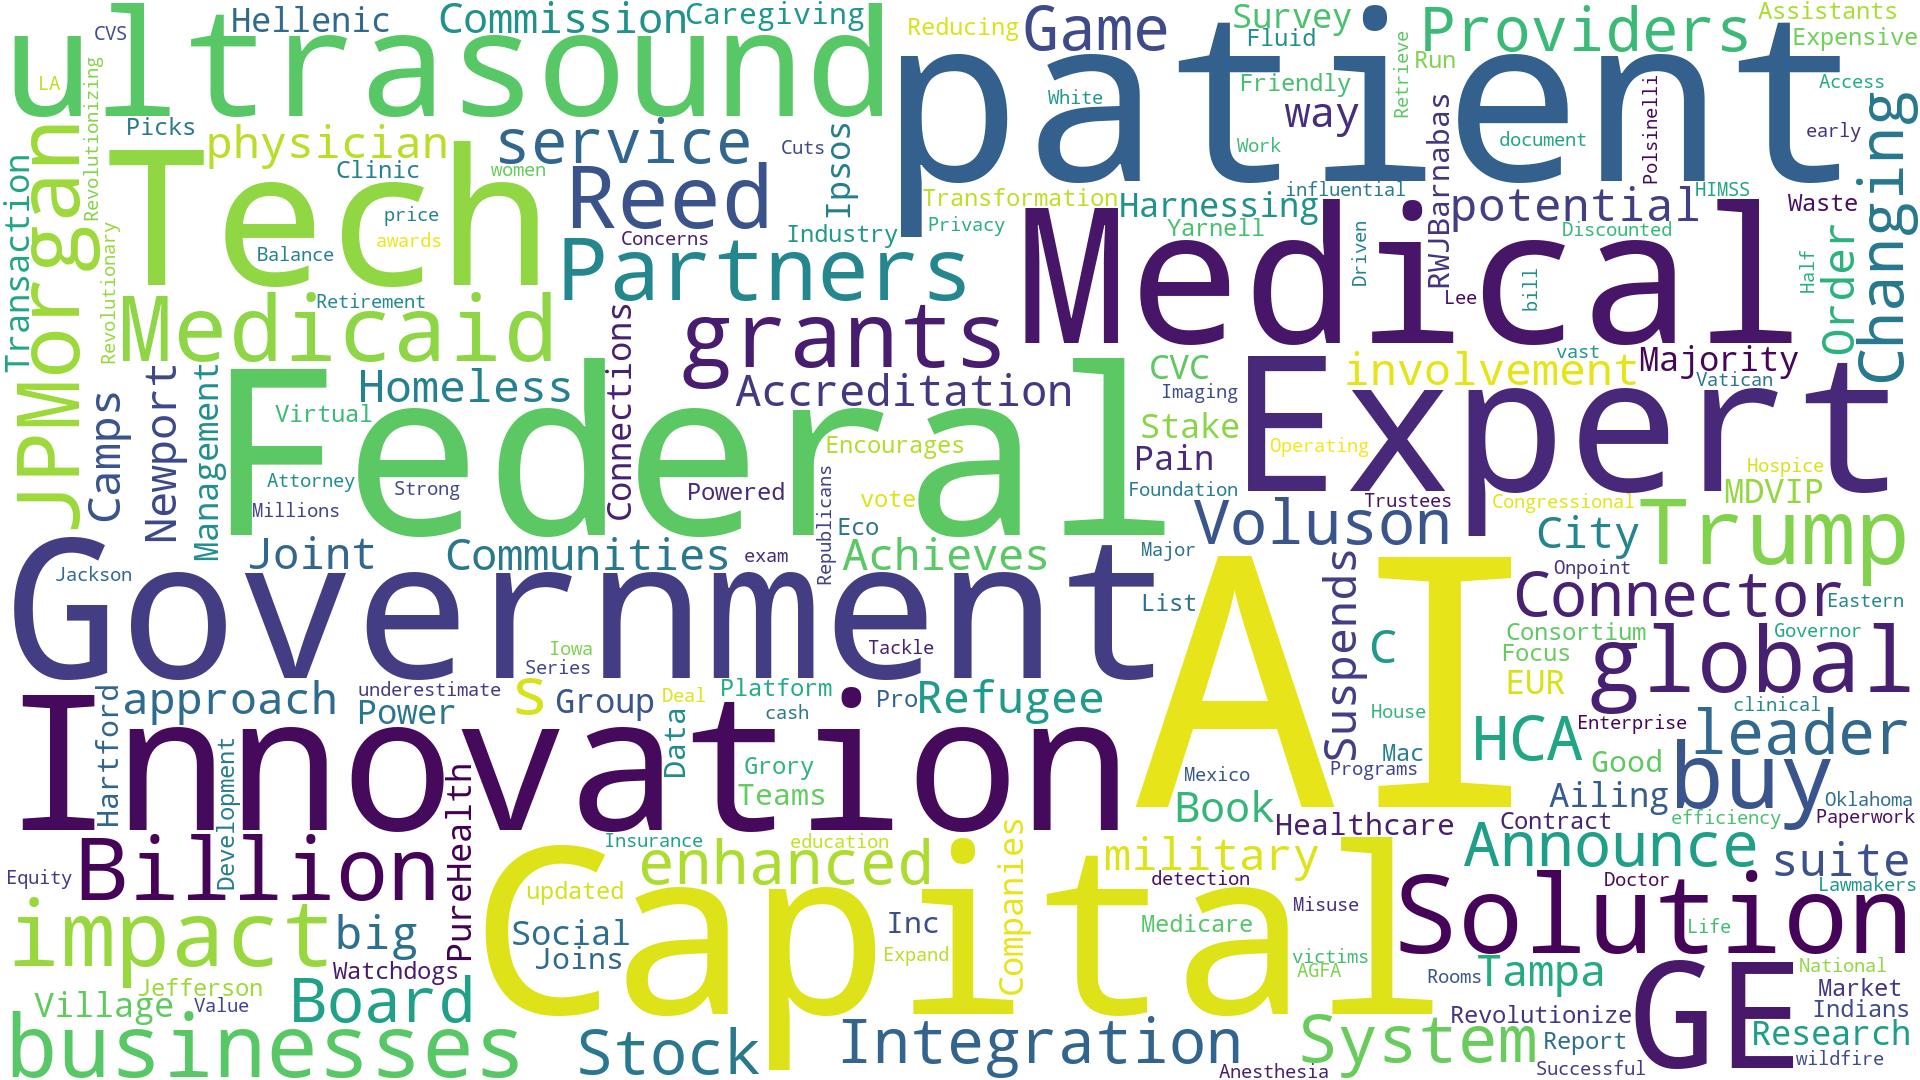 Hellenic
Commission
Caregiving
CVS
ultrasound
LA
Revolutionizing
Picks
physician
Clinic
women
service
Cuts
Ipsos
Reducing
Game
Survey
Fluid
Providers
Assistants
Expensive
Run
Retrieve
Friendly
White
way
patient
Access
Work
document
Polsinelli
early
RWJBarnabas
Changing
Transaction
JPMorgan
Tech
price
awards
Balance
Reed
Concerns
Industry
Transformation
Privacy
Harnessing
influential
Yarnell
potential
HIMSS
Waste
Discounted
Driven
Lee
bill
Half
Order
Revolutionary
Retirement
Partners
Medical
Medicaid
Connections
grants
CVC
involvement
vast
Majority
Vatican
Camps
Newport
Management
Homeless
Accreditation
Imaging
Virtual
Federal
Encourages
Stake
Expert
Operating
Pain
Hospice
Attorney
Strong
Powered
vote
Foundation
Trustees
Congressional
MDVIP
Millions
Republicans
Eco
Voluson
City
Trump
Joint
Communities
exam
Achieves
Major
Onpoint
Jackson
Government
List
Suspends
Connector
Eastern
AI
Iowa
Series
Tackle
C
Consortium
Governor
Focus
global
EUR
Hartford
approach
underestimate
Power
s
Group
Deal
Platform
cash
Pro
Refugee
House
Enterprise
clinical
leader
Innovation
Data
Grory
Teams
Mac
Programs
HCA
Good
Mexico
Book
Ailing
buy
Oklahoma
Paperwork
Development
PureHealth
Healthcare
Contract
efficiency
Billion
Equity
Insurance
education
enhanced
Companies
military
Announce
suite
updated
Capital
detection
Misuse
Doctor
Lawmakers
Solution
impact
big
Social
Joins
Inc
Expand
Medicare
Life
victims
AGFA
Watchdogs
Rooms
Tampa
National
Jefferson
Village
Value
Board
GE
Market
Indians
Revolutionize
businesses
Stock
Integration
System
Report
Research
wildfire
Anesthesia
Successful